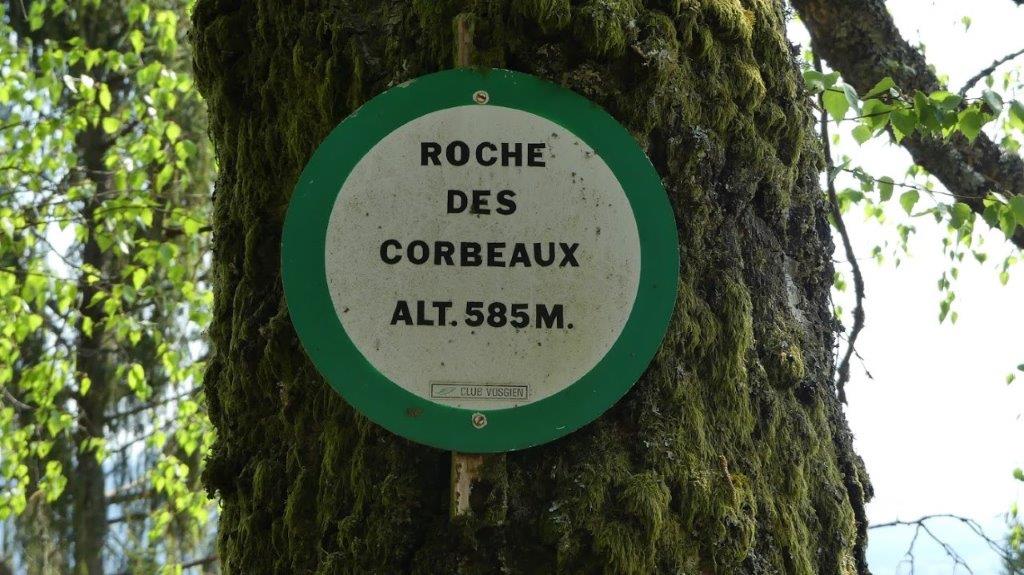 ROCHE
DES
CORBEAUX
ALT. 585 M.
CLUB VOSGIEN